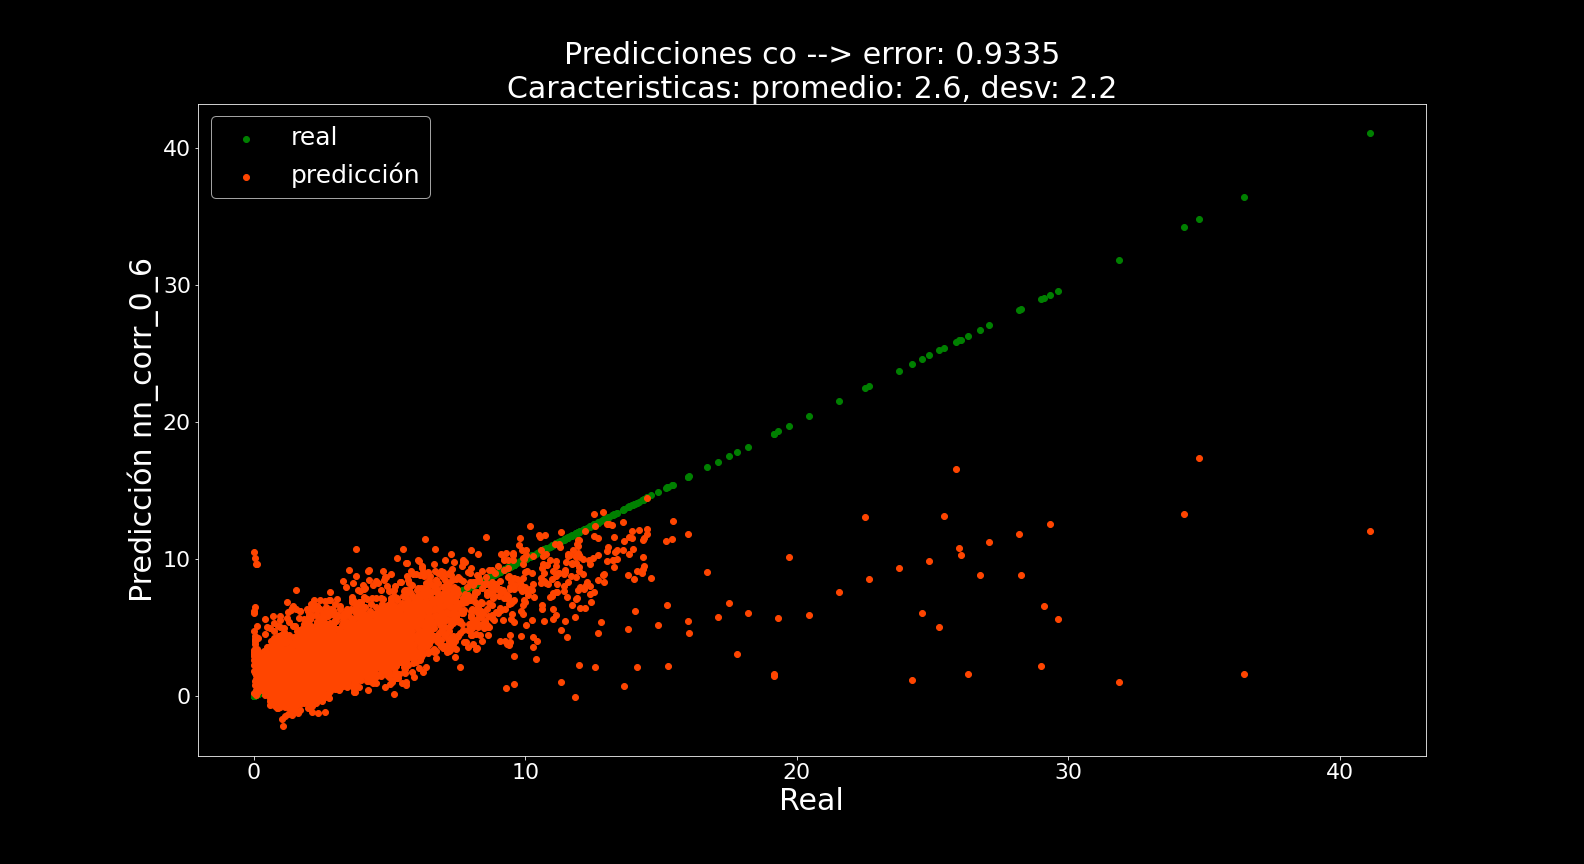 Predicciones co --> error: 0.9335
Caracteristicas: promedio: 2.6, desv: 2.2
real
predicción
40
30
20
10
0
Predicción nn_corr_0_6
0 10 20 30 40
Real